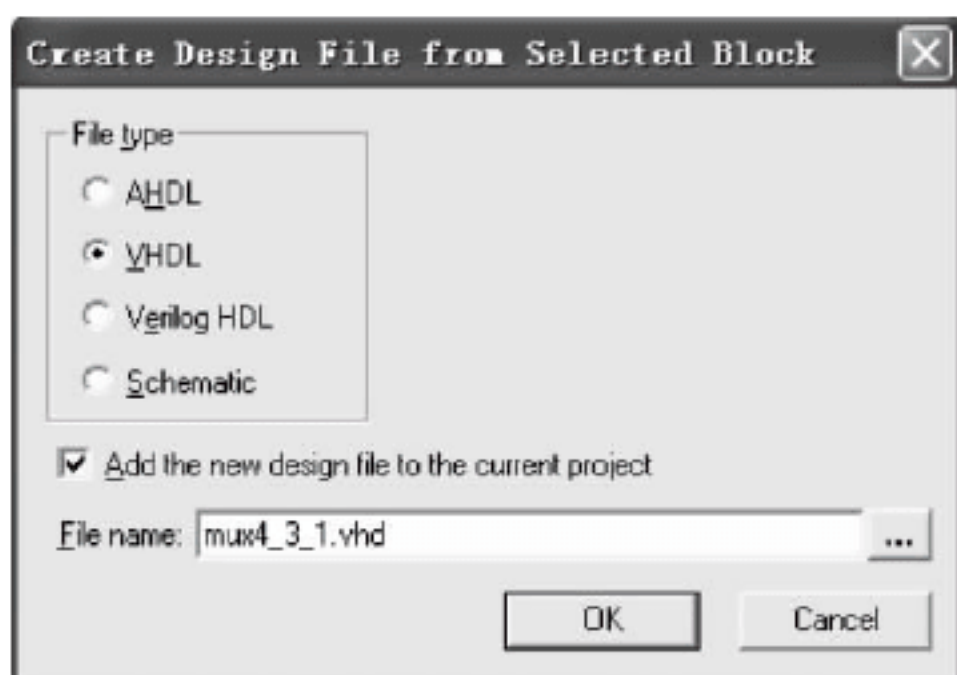 Create Design File from Selected Block
File type
AHDL
VHDL
Verilog HDL
Schematic
Add the new design file to the current project
File name: mux4_3_1.vhd ...
OK Cancel